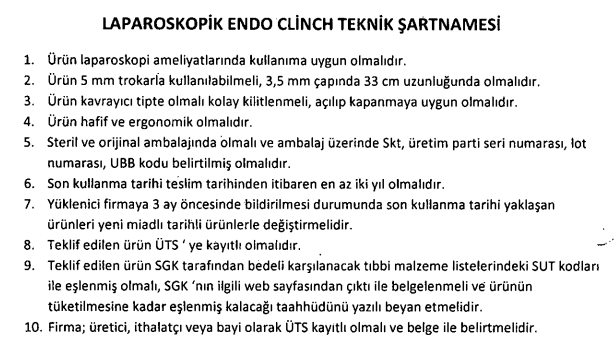 LAPAROSKOPİK ENDO CLİNCH TEKNİK ŞARTNAMESİ
1. Ürün laparoskopi ameliyatlarında kullanıma uygun olmalıdır.
2. Ürün 5 mm trokarla kullanılabilmeli, 3,5 mm çapında 33 cm uzunluğunda olmalıdır.
3. Ürün kavrayıcı tipte olmalı kolay kilitlenmeli, açılıp kapanmaya uygun olmalıdır.
4. Ürün hafif ve ergonomik olmalıdır.
5. Steril ve orijinal ambalajında olmalı ve ambalaj üzerinde Skt, üretim parti seri numarası, lot
numarası, UBB kodu belirtilmiş olmalıdır.
6. Son kullanma tarihi teslim tarihinden itibaren en az iki yıl olmalıdır.
7. Yüklenici firmaya 3 ay öncesinde bildirilmesi durumunda son kullanma tarihi yaklaşan
ürünleri yeni miadlı tarihli ürünlerle değiştirmelidir.
8. Teklif edilen ürün ÜTS ' ye kayıtlı olmalıdır.
9. Teklif edilen ürün SGK tarafından bedeli karşılanacak tıbbi malzeme listelerindeki SUT kodları
ile eşlenmiş olmalı, SGK 'nın ilgili web sayfasından çıktı ile belgelenmeli ve ürünün
tüketilmesine kadar eşlenmiş kalacağı taahhüdünü yazılı beyan etmelidir.
10. Firma; üretici, ithalatçı veya bayi olarak ÜTS kayıtlı olmalı ve belge ile belirtmelidir.